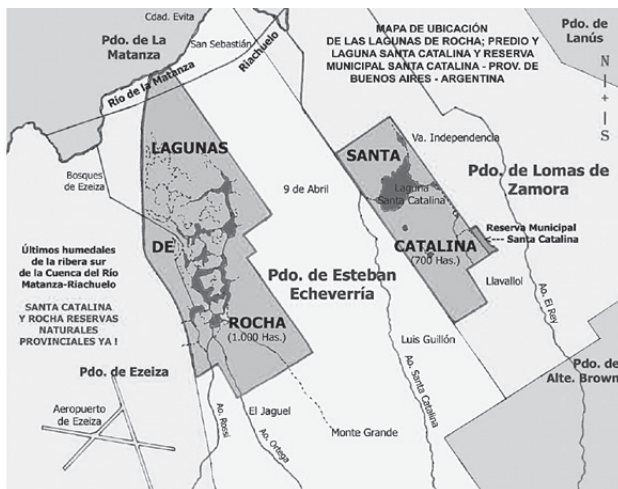 Cdad. Evita
Pdo. de La
Matanza
San Sebastián
Riachuelo
Río de la Matanza
MAPA DE UBICACIÓN
DE LAS LAGUNAS DE ROCHA; PREDIO Y
LAGUNA SANTA CATALINA Y RESERVA
MUNICIPAL SANTA CATALINA - PROV. DE
BUENOS AIRES - ARGENTINA
Pdo. de
Lanús
N
S
LAGUNAS
DE
ROCHA
(1.000 Has.)
Bosques
de Ezeiza
9 de Abril
SANTA
Va. Independencia
Laguna
Santa Catalina
CATALINA
(700 Has.)
Pdo. de Lomas de
Zamora
Reserva Municipal
<--- Santa Catalina
Llavallol
Ao. El Rey
Últimos humedales
de la ribera sur
de la Cuenca del Río
Matanza-Riachuelo
SANTA CATALINA
Y ROCHA RESERVAS
NATURALES
PROVINCIALES YA !
Pdo. de Esteban
Echeverría
Luis Guillón
Ao. Santa Catalina
Pdo. de
Alte. Brown
Pdo. de Ezeiza
Aeropuerto
de Ezeiza
Ao. Rossi
El Jaguel
Ao. Ortega
Monte Grande